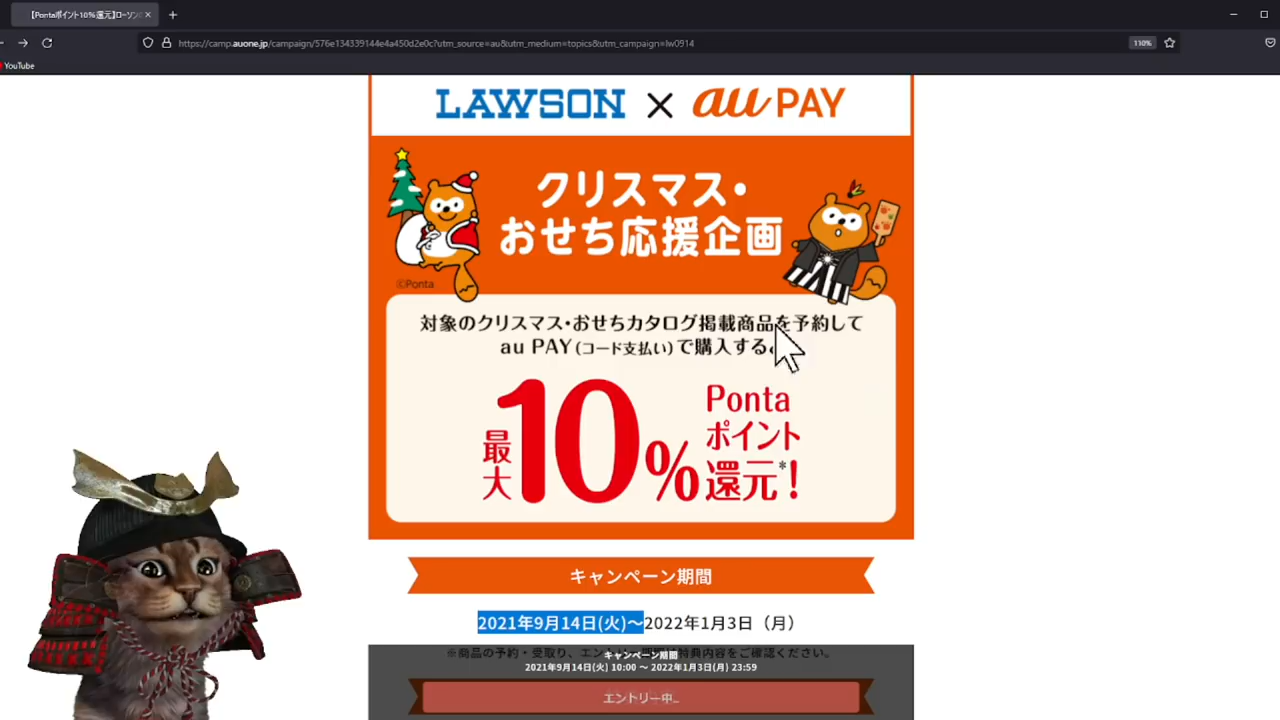 【Pontaポイント10%還元】ローソン
https://camp.auone.jp/campaign/576e134339144e4a450d2e0c?utm_source=au&utm_medium=topics&utm_campaign=lw0914
110%
YouTube
LAWSON × au PAY
クリスマス・
おせち応援企画
©Ponta
対象のクリスマス・おせちカタログ掲載商品を予約して
au PAY(コード支払い)で購入する
最大10%
Ponta
ポイント
還元*!
キャンペーン期間
2021年9月14日(火)〜2022年1月3日(月)
※商品の予約・受取り、エントリー期間は特典内容をご確認ください。
キャンペーン期間
2021年9月14日(火) 10:00 〜 2022年1月3日(月) 23:59
エントリー中...